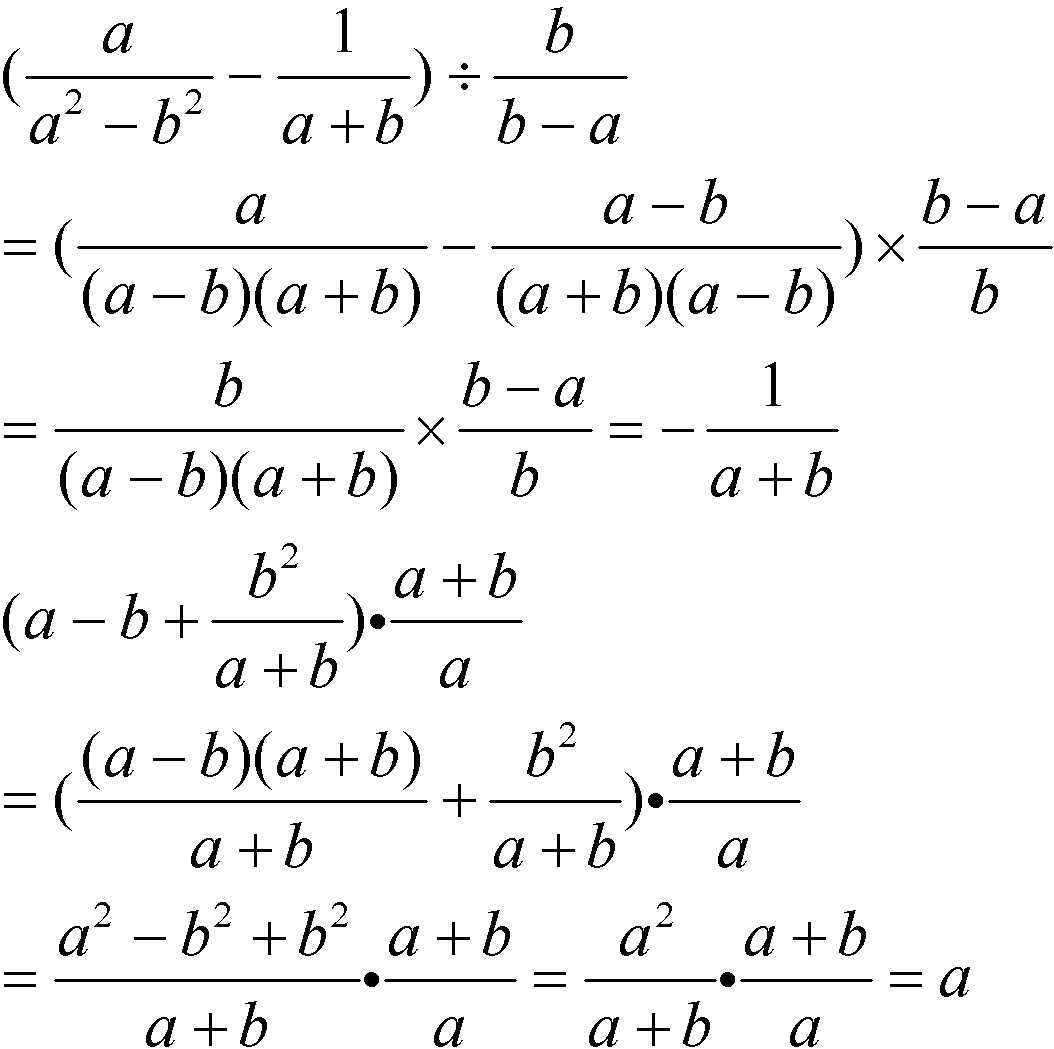 (a/(a² − b²) − 1/(a + b)) ÷ b/(b − a)
= (a/((a − b)(a + b)) − (a − b)/((a + b)(a − b))) × (b − a)/b
= b/((a − b)(a + b)) × (b − a)/b = − 1/(a + b)
(a − b + b²/(a + b)) • (a + b)/a
= ((a − b)(a + b)/(a + b) + b²/(a + b)) • (a + b)/a
= (a² − b² + b²)/(a + b) • (a + b)/a = a²/(a + b) • (a + b)/a = a